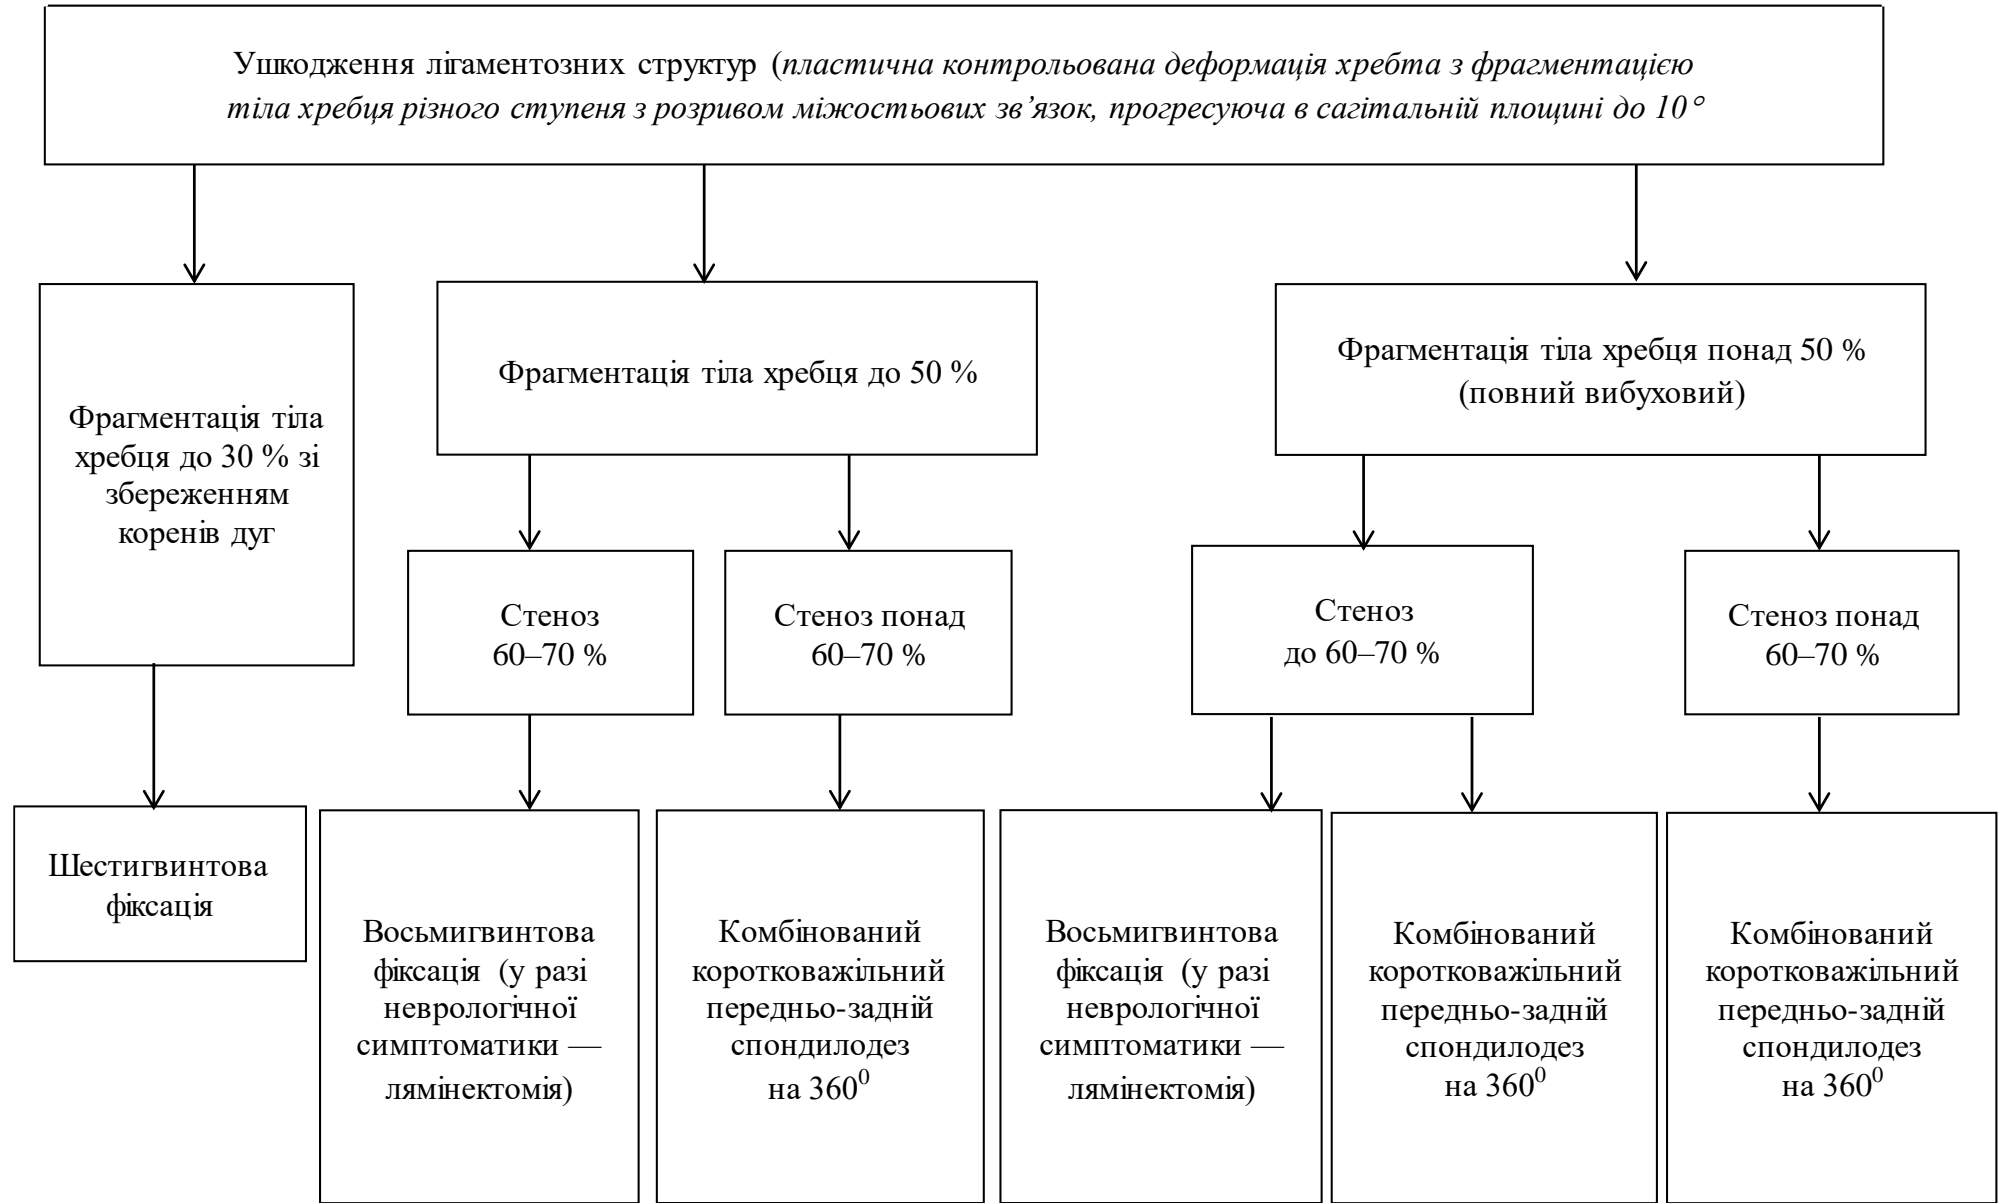 Ушкодження лігаментозних структур (пластична контрольована деформація хребта з фрагментацією
тіла хребця різного ступеня з розривом міжостьових зв’язок, прогресуюча в сагітальній площині до 10°
Фрагментація тіла
хребця до 30 % зі
збереженням
коренів дуг
Фрагментація тіла хребця до 50 %
Фрагментація тіла хребця понад 50 %
(повний вибуховий)
Стеноз
60–70 %
Стеноз понад
60–70 %
Стеноз
до 60–70 %
Стеноз понад
60–70 %
Шестигвинтова
фіксація
Восьмигвинтова
фіксація (у разі
неврологічної
симптоматики —
лямінектомія)
Комбінований
коротковажільний
передньо-задній
спондилодез
на 360⁰
Восьмигвинтова
фіксація (у разі
неврологічної
симптоматики —
лямінектомія)
Комбінований
коротковажільний
передньо-задній
спондилодез
на 360⁰
Комбінований
коротковажільний
передньо-задній
спондилодез
на 360⁰